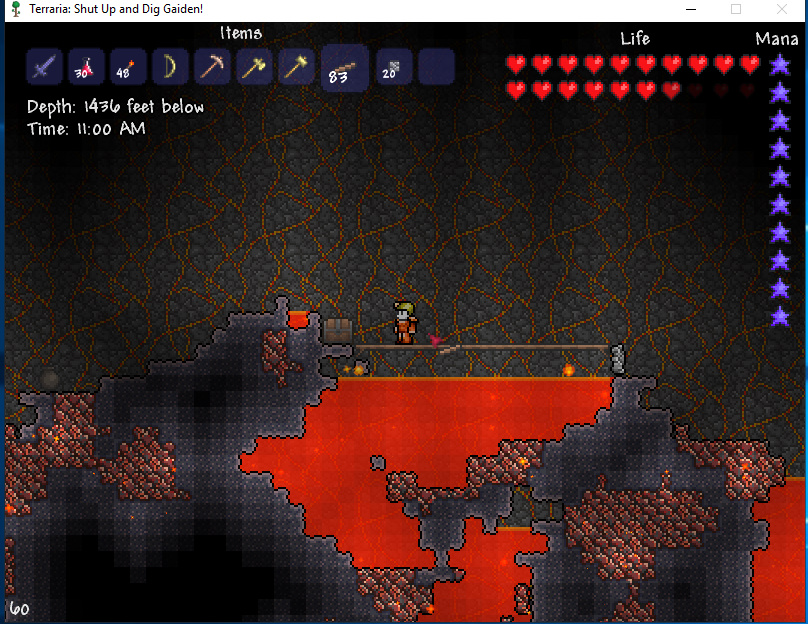 Terraria: Shut Up and Dig Gaiden!
Items
Life
Mana
30
48
83
20
Depth: 1436 feet below
Time: 11:00 AM
60